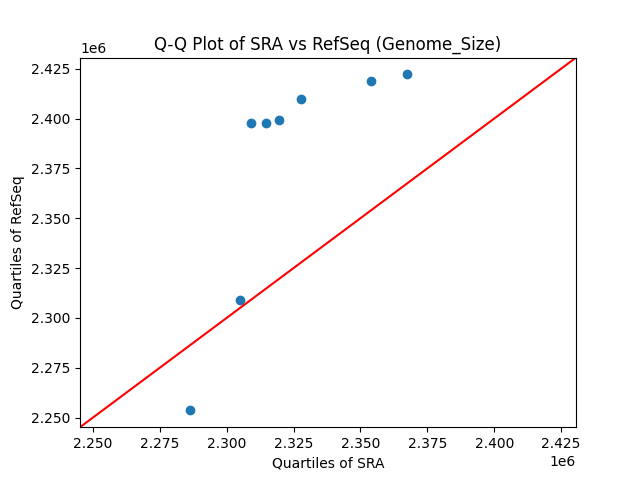 Q-Q Plot of SRA vs RefSeq (Genome_Size)
1e6
2.425
2.400
2.375
2.350
2.325
2.300
2.275
2.250
Quartiles of RefSeq
2.250 2.275 2.300 2.325 2.350 2.375 2.400 2.425
1e6
Quartiles of SRA